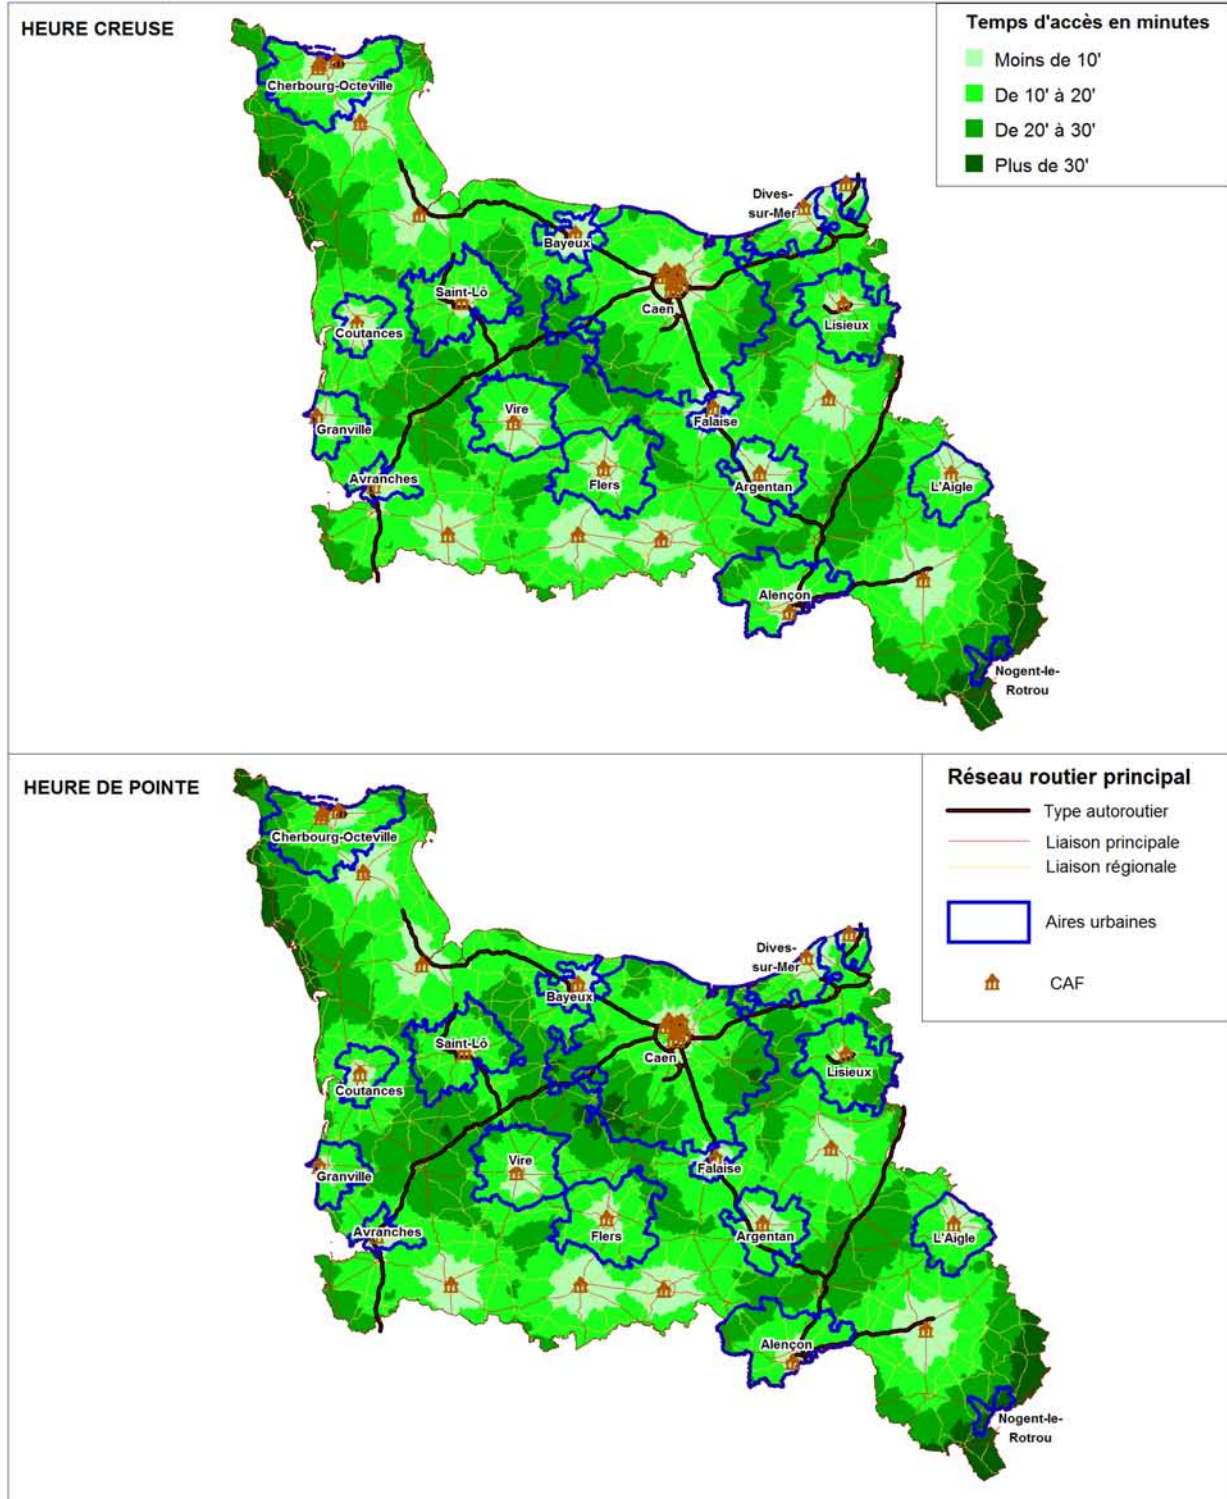 HEURE CREUSE
Temps d'accès en minutes
Moins de 10'
De 10' à 20'
De 20' à 30'
Plus de 30'
Cherbourg-Octeville
Dives-
sur-Mer
Bayeux
Saint-Lô
Caen
Lisieux
Coutances
Vire
Falaise
Granville
Avranches
Flers
Argentan
L'Aigle
Alençon
Nogent-le-
Rotrou
HEURE DE POINTE
Réseau routier principal
Type autoroutier
Liaison principale
Liaison régionale
Aires urbaines
CAF
Cherbourg-Octeville
Dives-
sur-Mer
Bayeux
Saint-Lô
Caen
Lisieux
Coutances
Vire
Falaise
Granville
Avranches
Flers
Argentan
L'Aigle
Alençon
Nogent-le-
Rotrou